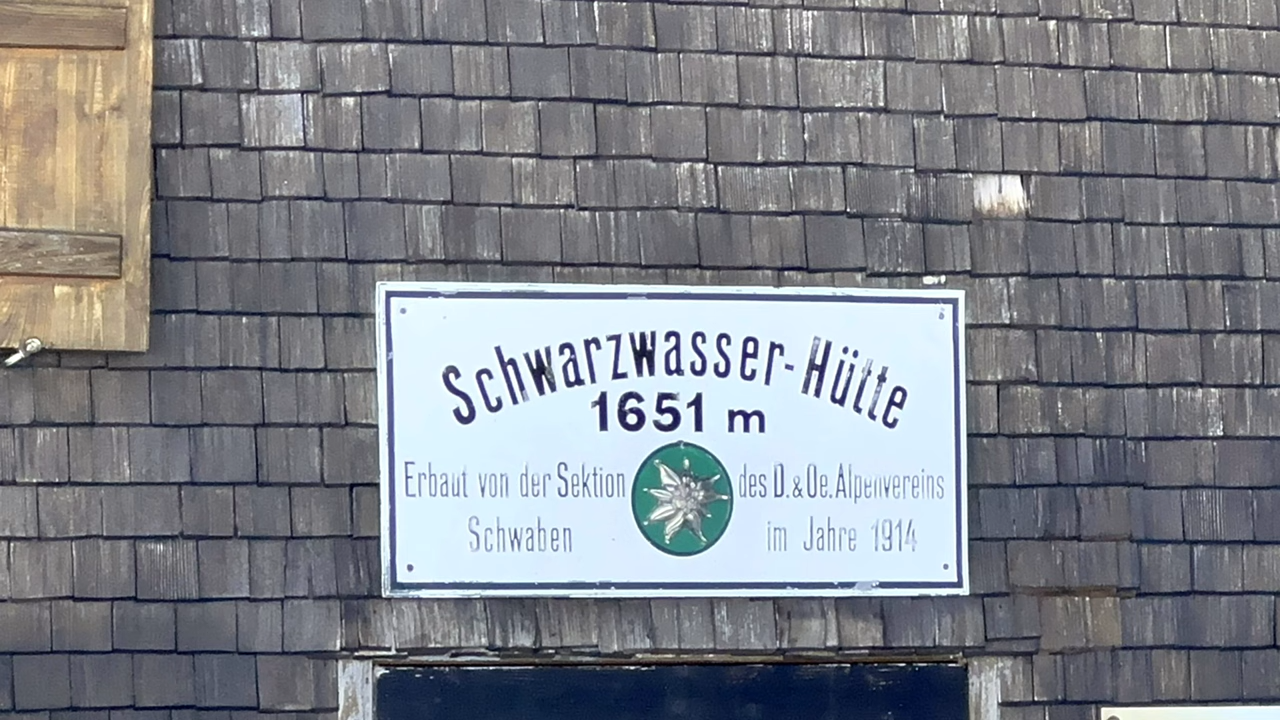 Schwarzwasser-Hütte
1651 m
Erbaut von der Sektion des D.&Oe.Alpenvereins
Schwaben im Jahre 1914